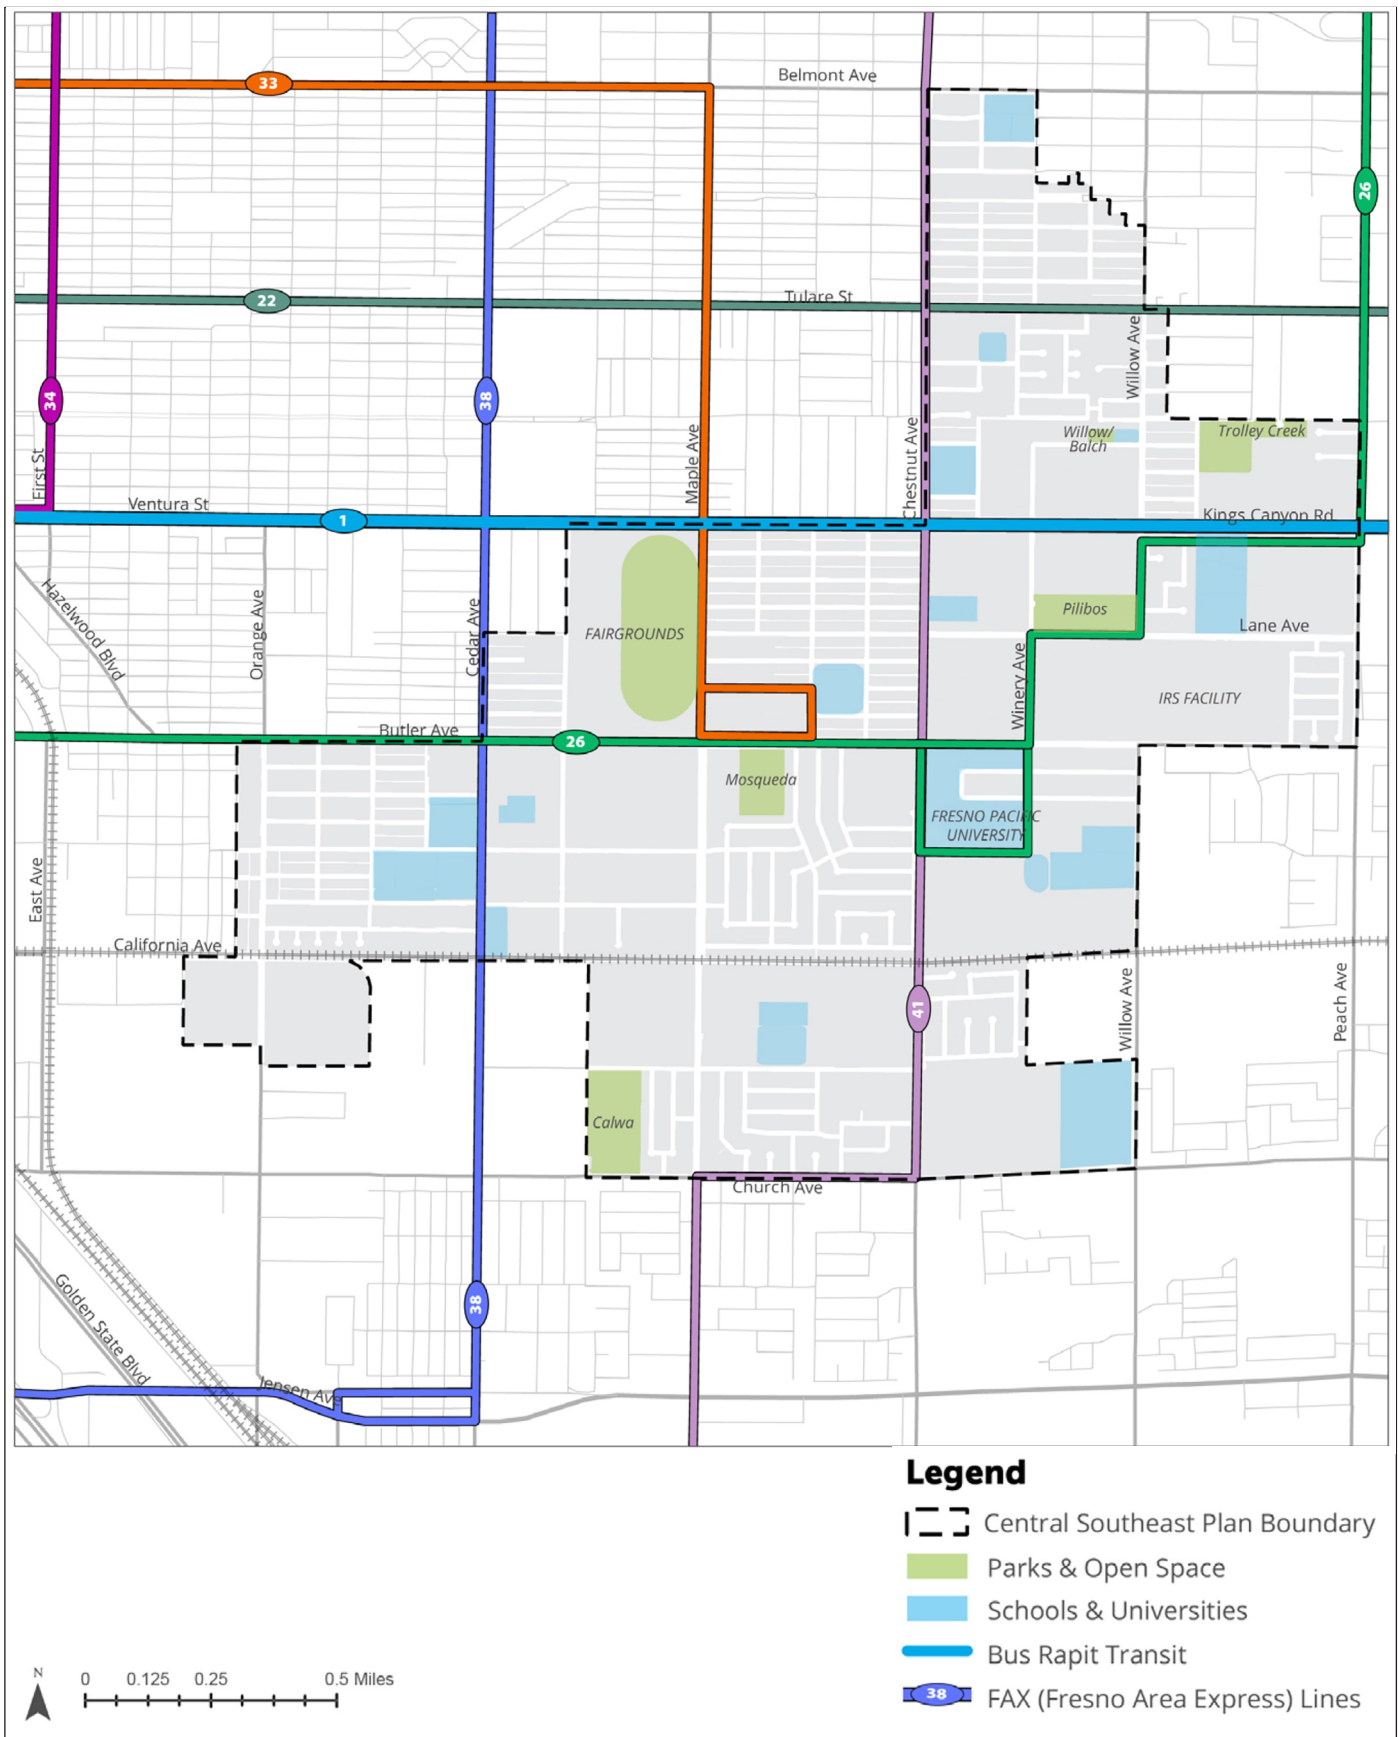 Belmont Ave
33
26
22
Tulare St
Willow Ave
34
38
Maple Ave
Chestnut Ave
Willow/
Balch
Trolley Creek
First St
Ventura St
1
Kings Canyon Rd
Hazelwood Blvd
Orange Ave
Cedar Ave
FAIRGROUNDS
Pilibos
Lane Ave
Winery Ave
IRS FACILITY
Butler Ave
26
Mosqueda
FRESNO PACIFIC
UNIVERSITY
East Ave
California Ave
41
Willow Ave
Peach Ave
Calwa
Church Ave
Golden State Blvd
38
Jensen Ave
Legend
Central Southeast Plan Boundary
Parks & Open Space
Schools & Universities
Bus Rapit Transit
38 FAX (Fresno Area Express) Lines
N
0 0.125 0.25 0.5 Miles